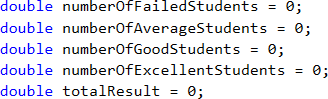 double numberOfFailedStudents = 0;
double numberOfAverageStudents = 0;
double numberOfGoodStudents = 0;
double numberOfExcellentStudents = 0;
double totalResult = 0;